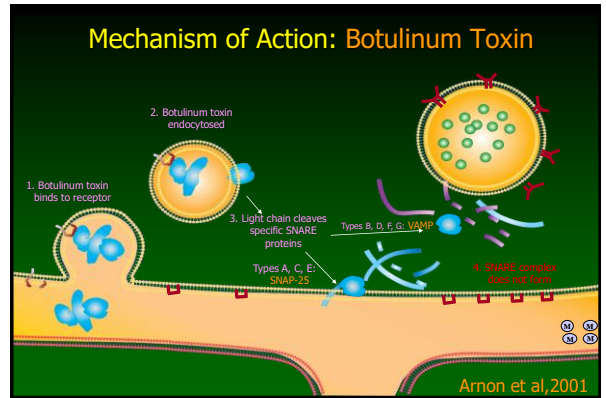 Mechanism of Action: Botulinum Toxin
2. Botulinum toxin
endocytosed
1. Botulinum toxin
binds to receptor
3. Light chain cleaves
specific SNARE
proteins
Types B, D, F, G: VAMP
Types A, C, E:
SNAP-25
4. SNARE complex
does not form
M M
M M
Arnon et al,2001